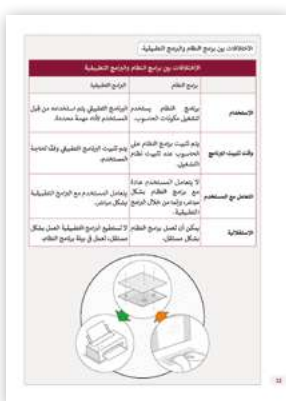 الاختلافات بين برامج النظام والبرامج التطبيقية:
الاختلافات بين برامج النظام والبرامج التطبيقية
برامج النظام
البرامج التطبيقية
الاستخدام
برنامج النظام يستخدم
لتشغيل مكونات الحاسوب.
البرنامج التطبيقي يتم استخدامه من قبل
المستخدم لأداء مهمة محددة.
وقت تثبيت البرنامج
يتم تثبيت برامج النظام على
الحاسوب عند تثبيت نظام
التشغيل.
يتم تثبيت البرنامج التطبيقي وفقًا لحاجة
المستخدم.
التعامل مع المستخدم
لا يتعامل المستخدم عادة
مع برامج النظام بشكل
مباشر، وإنما من خلال البرامج
التطبيقية.
يتعامل المستخدم مع البرامج التطبيقية
بشكل مباشر.
الاستقلالية
يمكن أن تعمل برامج النظام
بشكل مستقل.
لا تستطيع البرامج التطبيقية العمل بشكل
مستقل، تعمل في بيئة برنامج النظام.